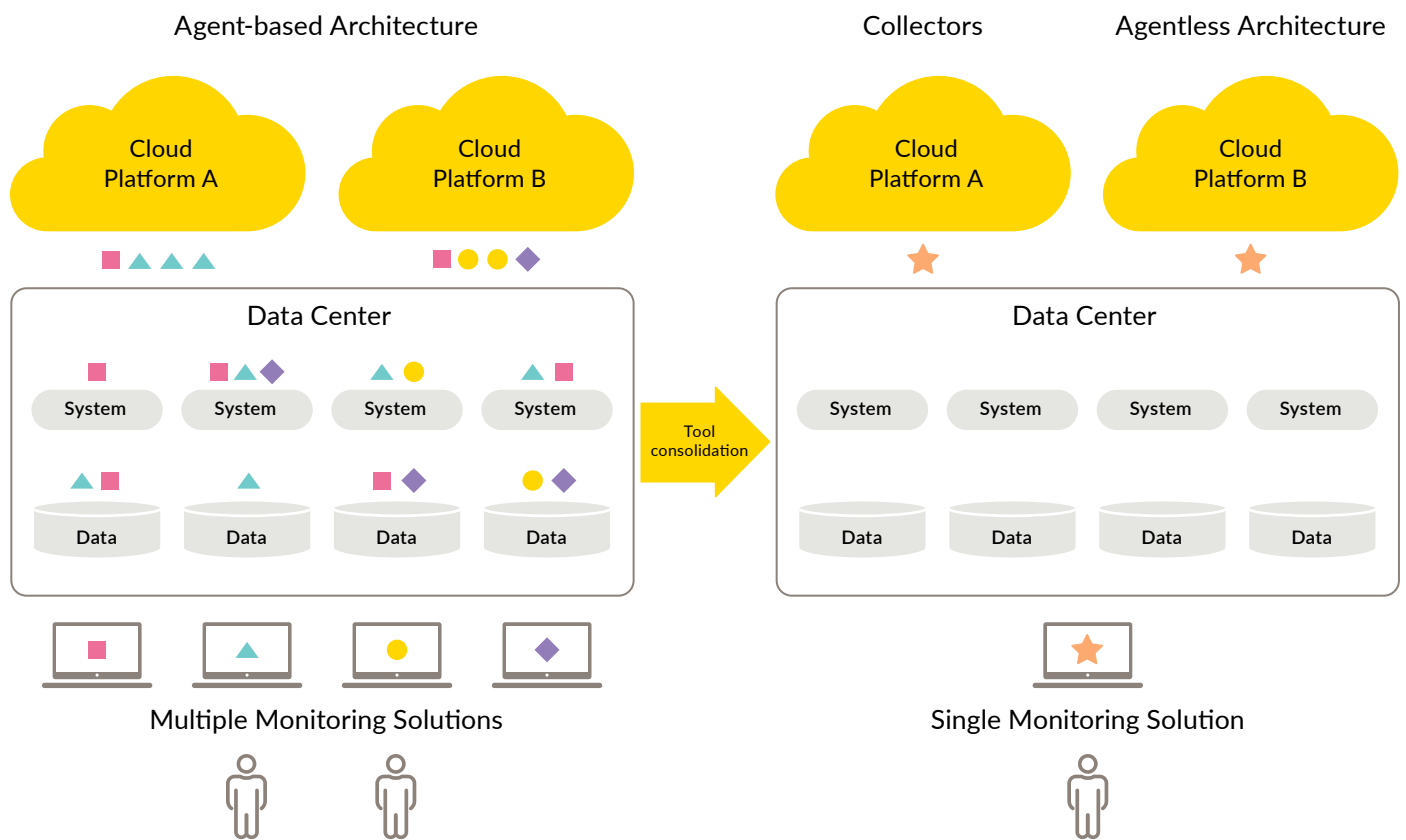 Agent-based Architecture
Collectors
Agentless Architecture
Cloud
Platform A
Cloud
Platform B
Cloud
Platform A
Cloud
Platform B
Data Center
System
System
System
System
Data
Data
Data
Data
Tool
consolidation
Data Center
System
System
System
System
Data
Data
Data
Data
Multiple Monitoring Solutions
Single Monitoring Solution